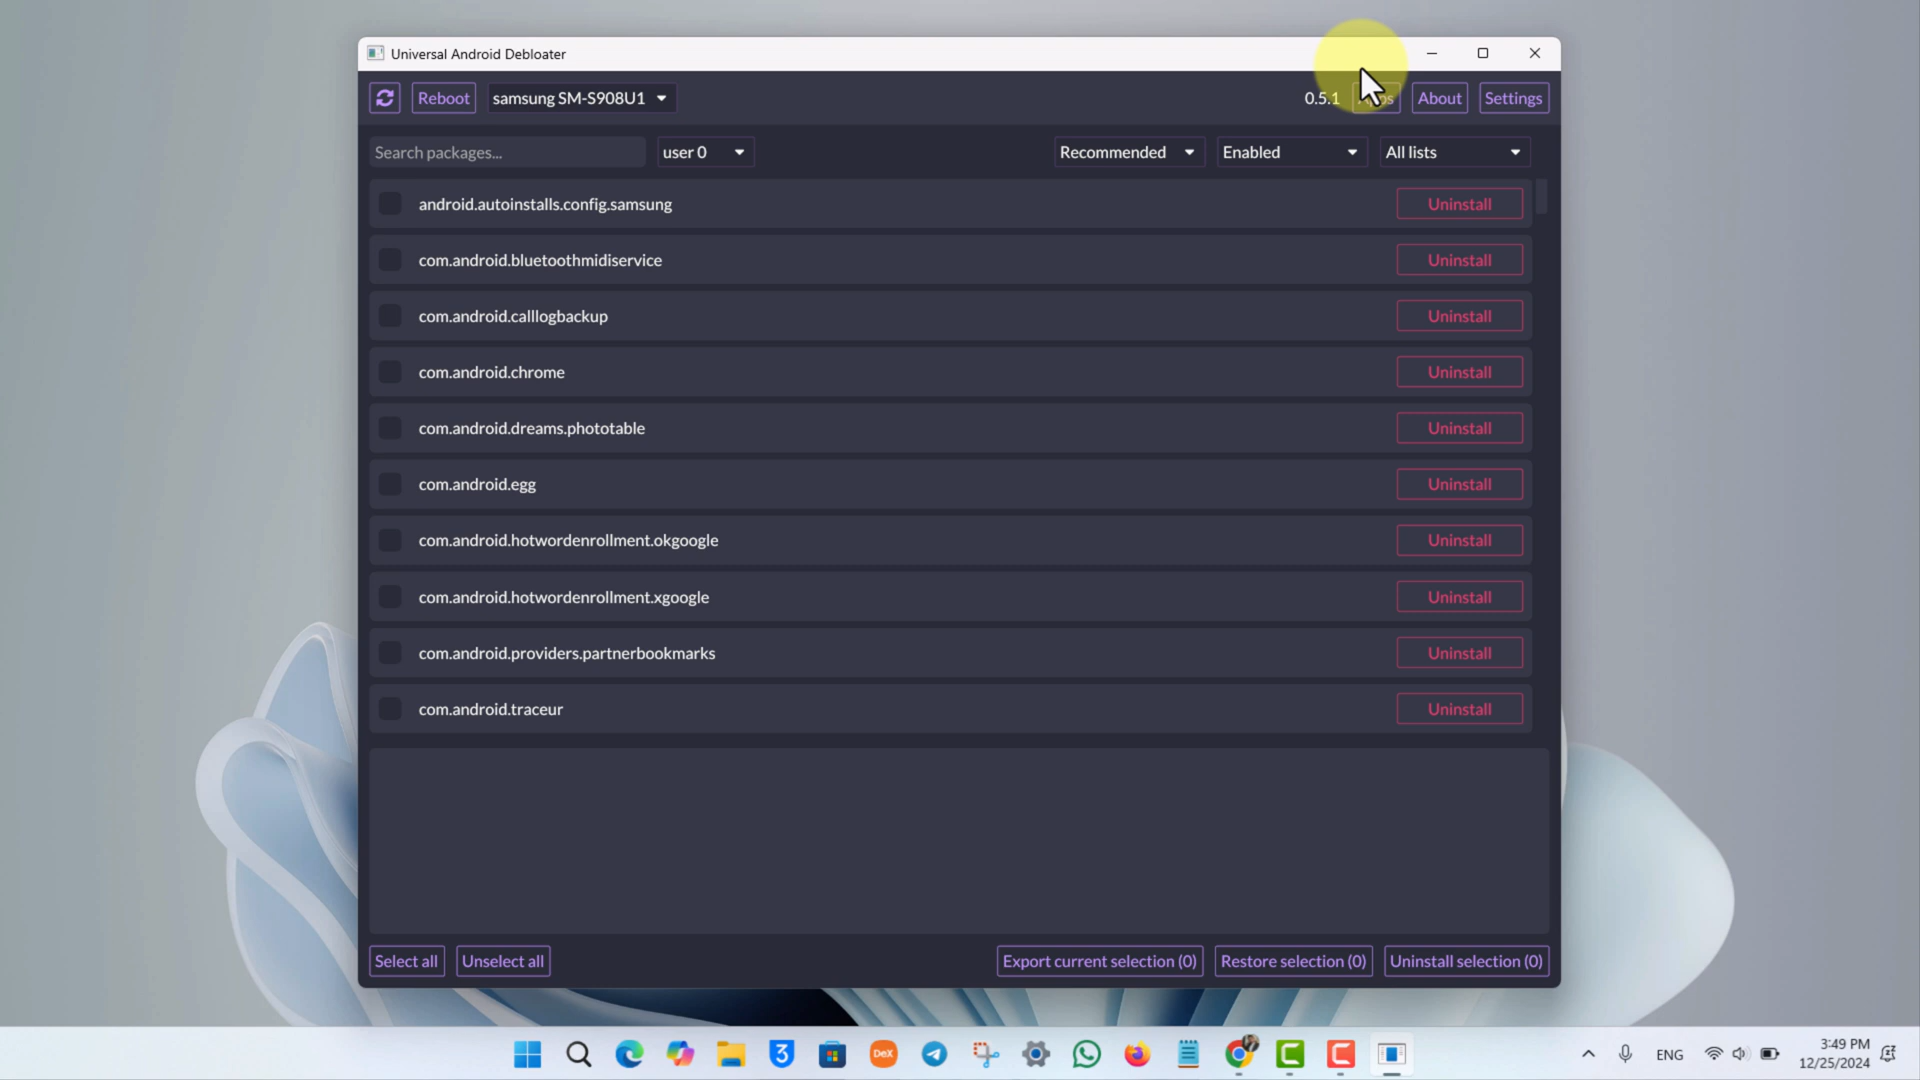 Universal Android Debloater
Reboot
samsung SM-S908U1
0.5.1
About
Settings
Search packages...
user 0
Recommended
Enabled
All lists
android.autoinstalls.config.samsung
Uninstall
com.android.bluetoothmidiservice
Uninstall
com.android.calllogbackup
Uninstall
com.android.chrome
Uninstall
com.android.dreams.phototable
Uninstall
com.android.egg
Uninstall
com.android.hotwordenrollment.okgoogle
Uninstall
com.android.hotwordenrollment.xgoogle
Uninstall
com.android.providers.partnerbookmarks
Uninstall
com.android.traceur
Uninstall
Select all
Unselect all
Export current selection (0)
Restore selection (0)
Uninstall selection (0)
3
DeX
ENG
3:49 PM
12/25/2024